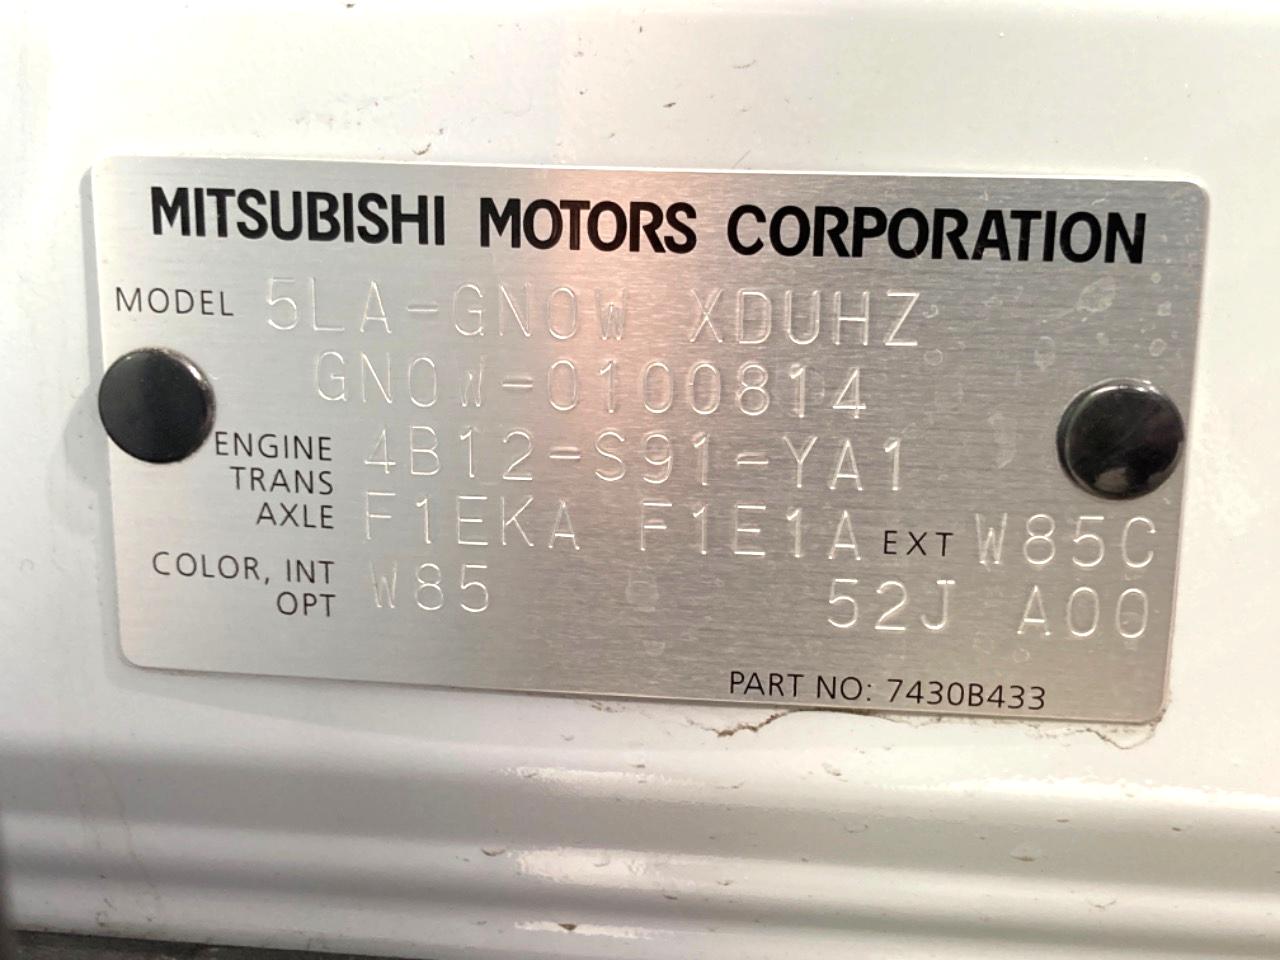 MITSUBISHI MOTORS CORPORATION
MODEL 5LA-GN0W XDUHZ
GN0W-0100814
ENGINE 4B12-S91-YA1
TRANS
AXLE F1EKA F1E1A EXT W85C
COLOR, INT W85 52J A00
OPT
PART NO: 7430B433